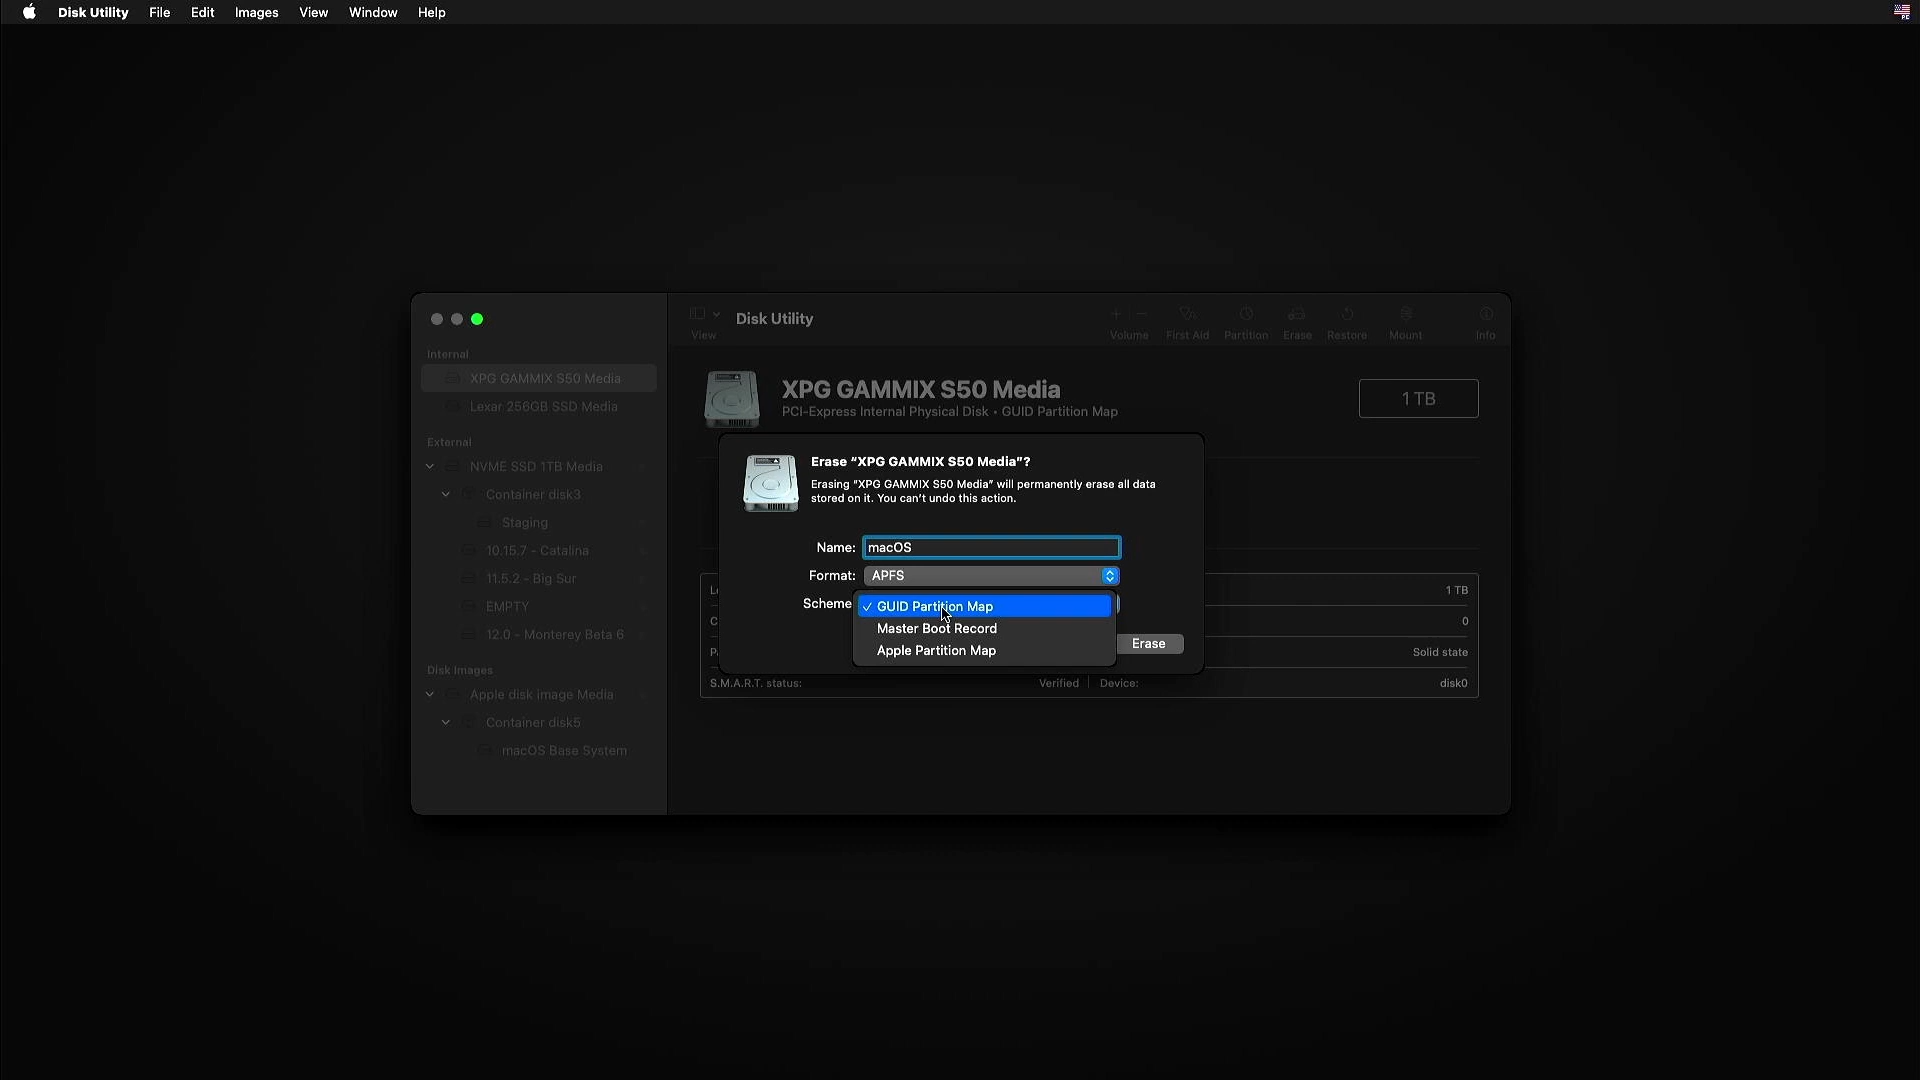 Disk Utility File Edit Images View Window Help
Disk Utility
View
Volume First Aid Partition Erase Restore Mount Info
Internal
XPG GAMMIX S50 Media
Lexar 256GB SSD Media
External
NVME SSD 1TB Media
Container disk3
Staging
10.15.7 - Catalina
11.5.2 - Big Sur
EMPTY
12.0 - Monterey Beta 6
Disk Images
Apple disk image Media
Container disk5
macOS Base System
XPG GAMMIX S50 Media
PCI-Express Internal Physical Disk • GUID Partition Map
1 TB
Erase “XPG GAMMIX S50 Media”?
Erasing “XPG GAMMIX S50 Media” will permanently erase all data
stored on it. You can’t undo this action.
Name: macOS
Format: APFS
Scheme
✓ GUID Partition Map
Master Boot Record
Apple Partition Map
Erase
1 TB
0
Solid state
S.M.A.R.T. status: Verified Device: disk0